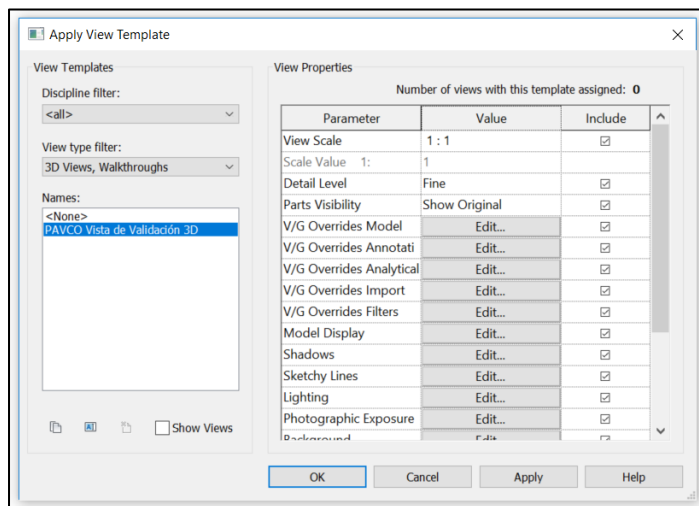 Apply View Template
View Templates
Discipline filter:
<all>
View type filter:
3D Views, Walkthroughs
Names:
<None>
PAVCO Vista de Validación 3D
Show Views
View Properties
Number of views with this template assigned: 0
Parameter Value Include
View Scale 1 : 1
Scale Value 1: 1
Detail Level Fine
Parts Visibility Show Original
V/G Overrides Model Edit...
V/G Overrides Annotati Edit...
V/G Overrides Analytical Edit...
V/G Overrides Import Edit...
V/G Overrides Filters Edit...
Model Display Edit...
Shadows Edit...
Sketchy Lines Edit...
Lighting Edit...
Photographic Exposure Edit...
Background Edit...
OK Cancel Apply Help